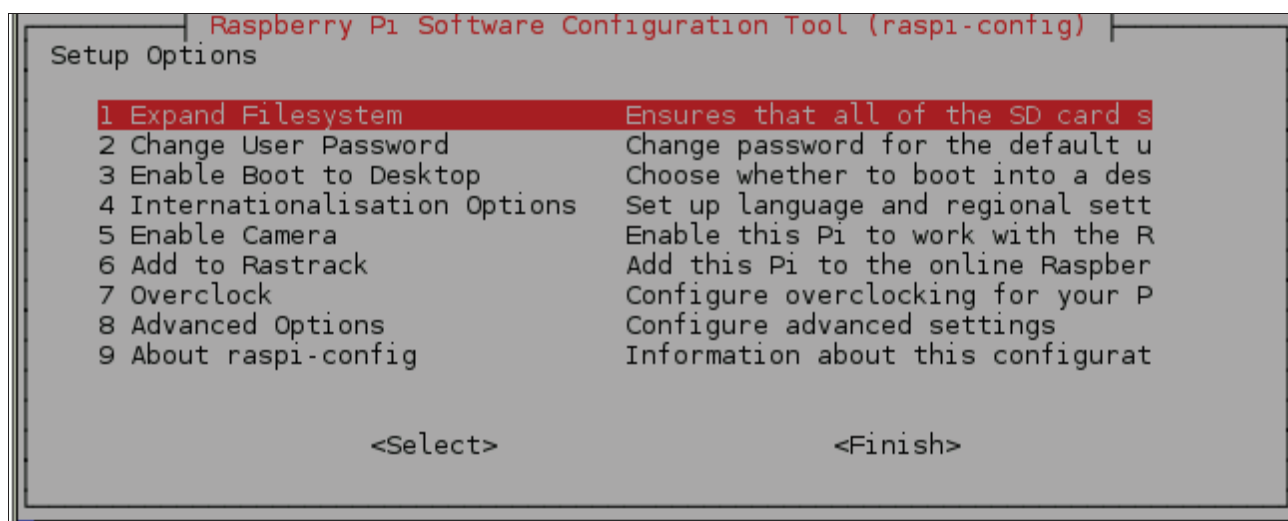 Raspberry Pi Software Configuration Tool (raspi-config)
Setup Options
1 Expand Filesystem Ensures that all of the SD card s
2 Change User Password Change password for the default u
3 Enable Boot to Desktop Choose whether to boot into a des
4 Internationalisation Options Set up language and regional sett
5 Enable Camera Enable this Pi to work with the R
6 Add to Rastrack Add this Pi to the online Raspber
7 Overclock Configure overclocking for your P
8 Advanced Options Configure advanced settings
9 About raspi-config Information about this configurat
<Select> <Finish>